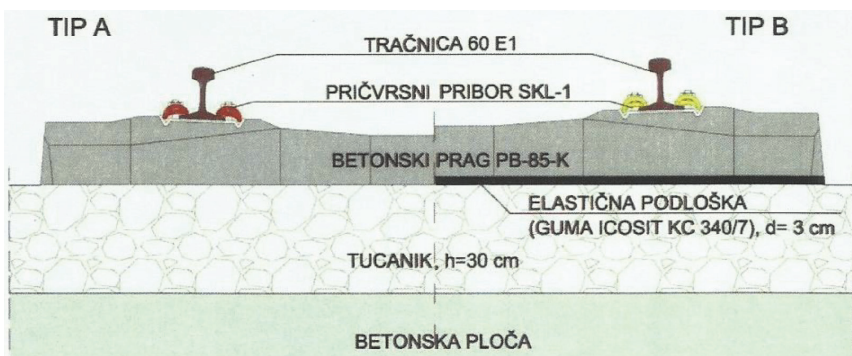 TIP A
TIP B
TRAČNICA 60 E1
PRIČVRSNI PRIBOR SKL-1
BETONSKI PRAG PB-85-K
ELASTIČNA PODLOŠKA
(GUMA ICOSIT KC 340/7), d= 3 cm
TUCANIK, h=30 cm
BETONSKA PLOČA